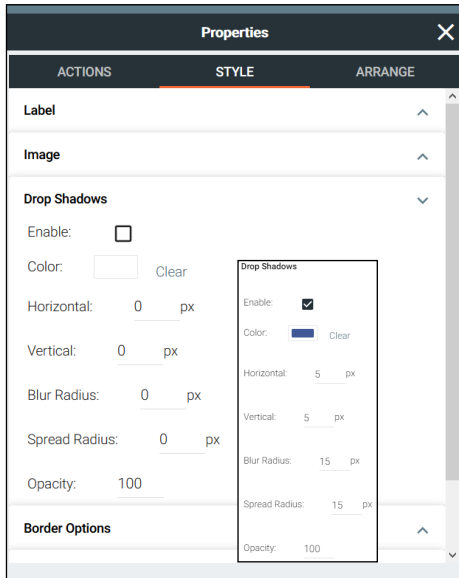 Properties
ACTIONS STYLE ARRANGE
Label
Image
Drop Shadows
Enable:
Color: Clear
Horizontal: 0 px
Vertical: 0 px
Blur Radius: 0 px
Spread Radius: 0 px
Opacity: 100
Border Options
Drop Shadows
Enable:
Color: Clear
Horizontal: 5 px
Vertical: 5 px
Blur Radius: 15 px
Spread Radius: 15 px
Opacity: 100